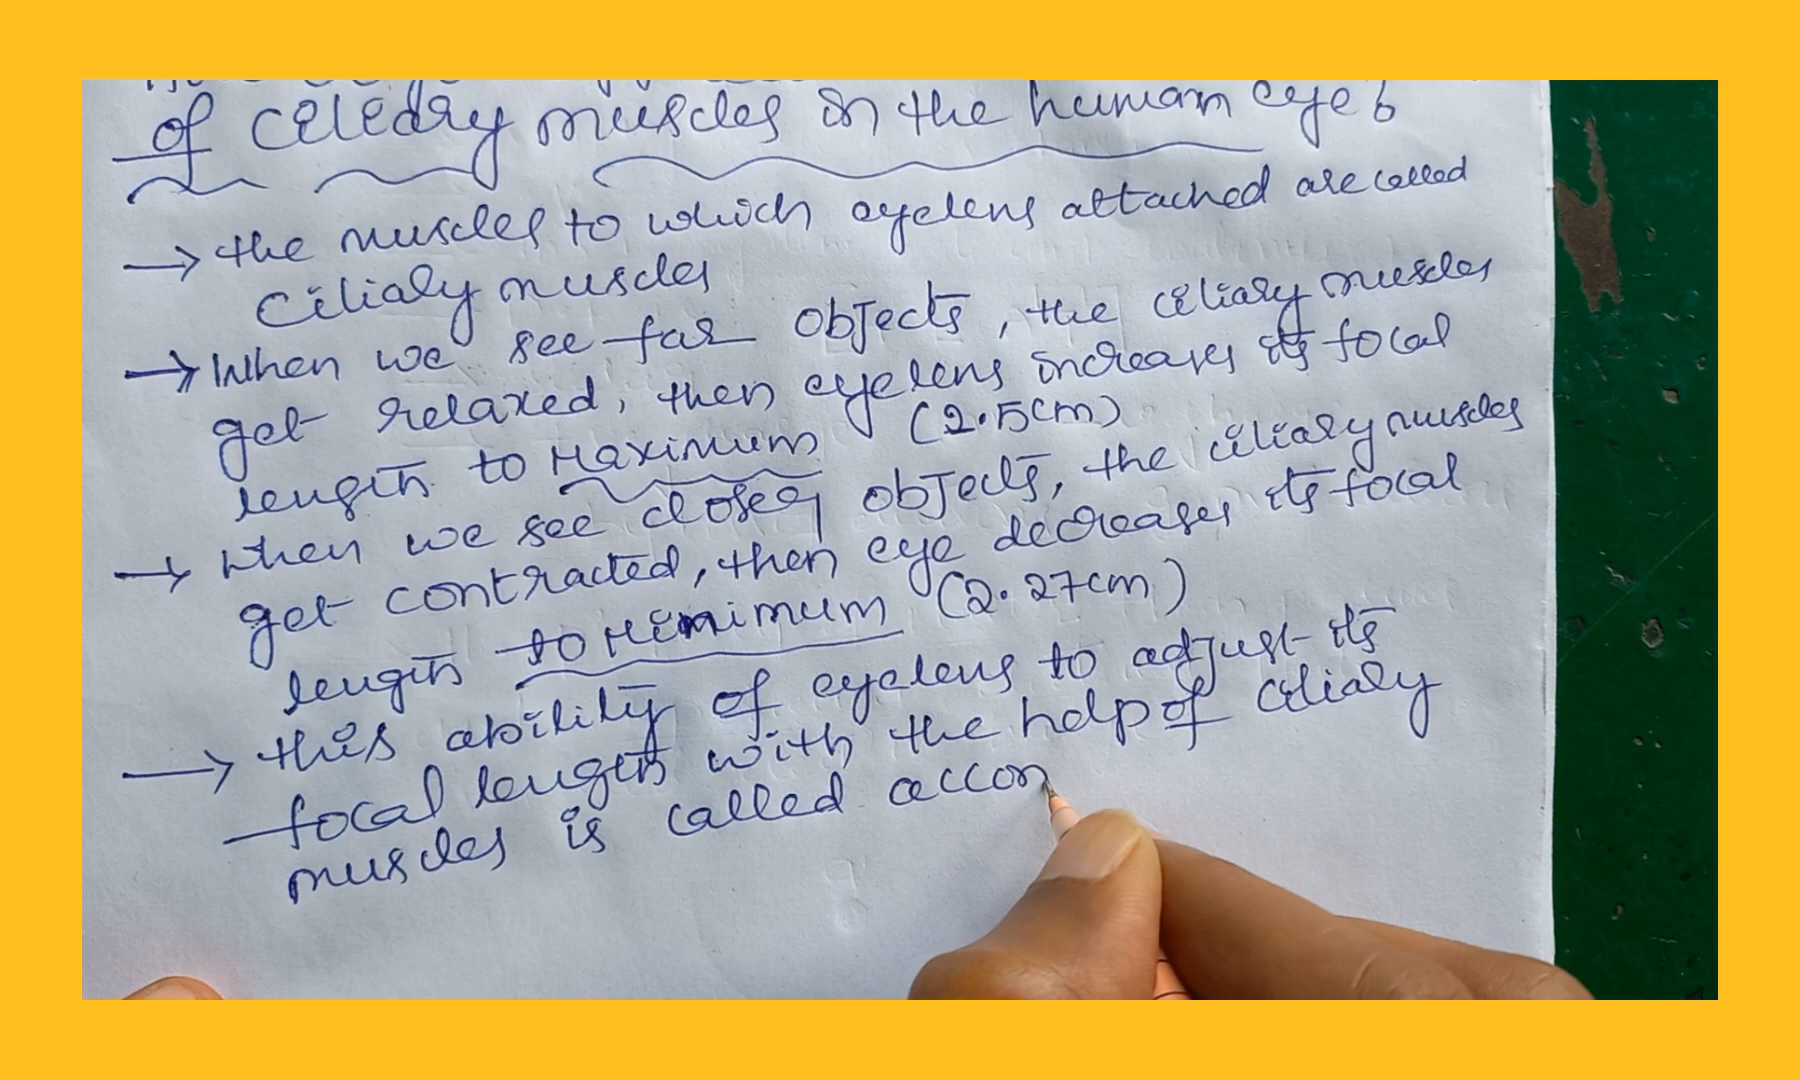 of ciliary muscles in the human eye?
→ the muscles to which eyelens attached are called
Cilialy muscles
→ When we see far objects, the ciliary muscles
get relaxed, then eyelens increases its focal
length to Maximum (2.5cm)
→ When we see closer objects, the ciliary muscles
get contracted, then eye decreases its focal
length to Minimum (2.27cm)
→ this ability of eyelens to adjust its
focal length with the help of cilialy
muscles is called accom